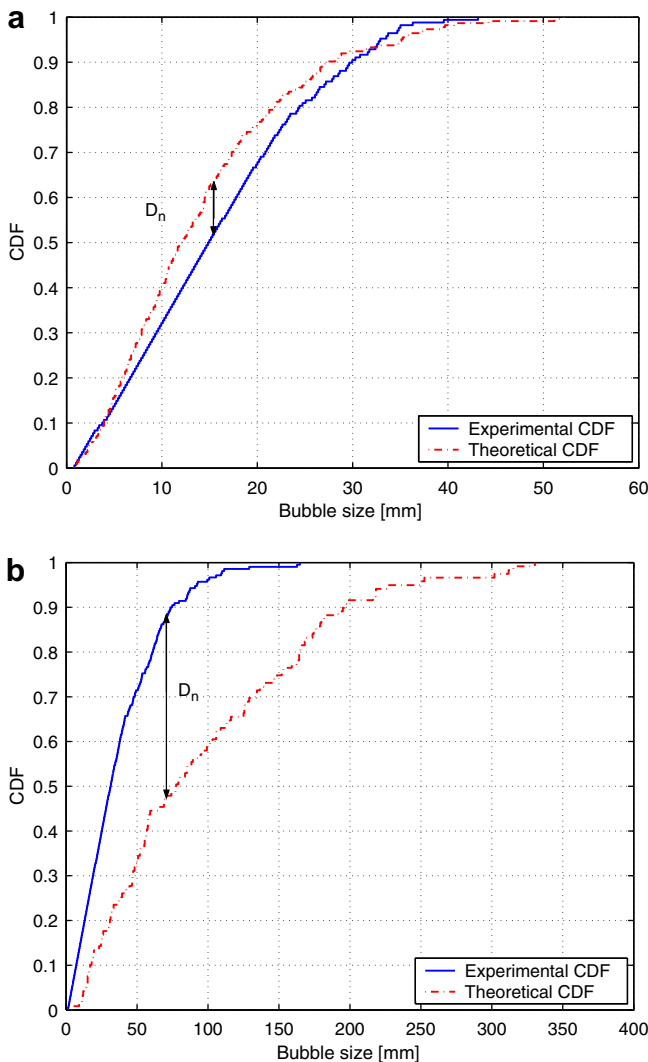 a
1
0.9
0.8
0.7
0.6
0.5
0.4
0.3
0.2
0.1
0
CDF
Dn
Experimental CDF
Theoretical CDF
0 10 20 30 40 50 60
Bubble size [mm]
b
1
0.9
0.8
0.7
0.6
0.5
0.4
0.3
0.2
0.1
0
CDF
Dn
Experimental CDF
Theoretical CDF
0 50 100 150 200 250 300 350 400
Bubble size [mm]